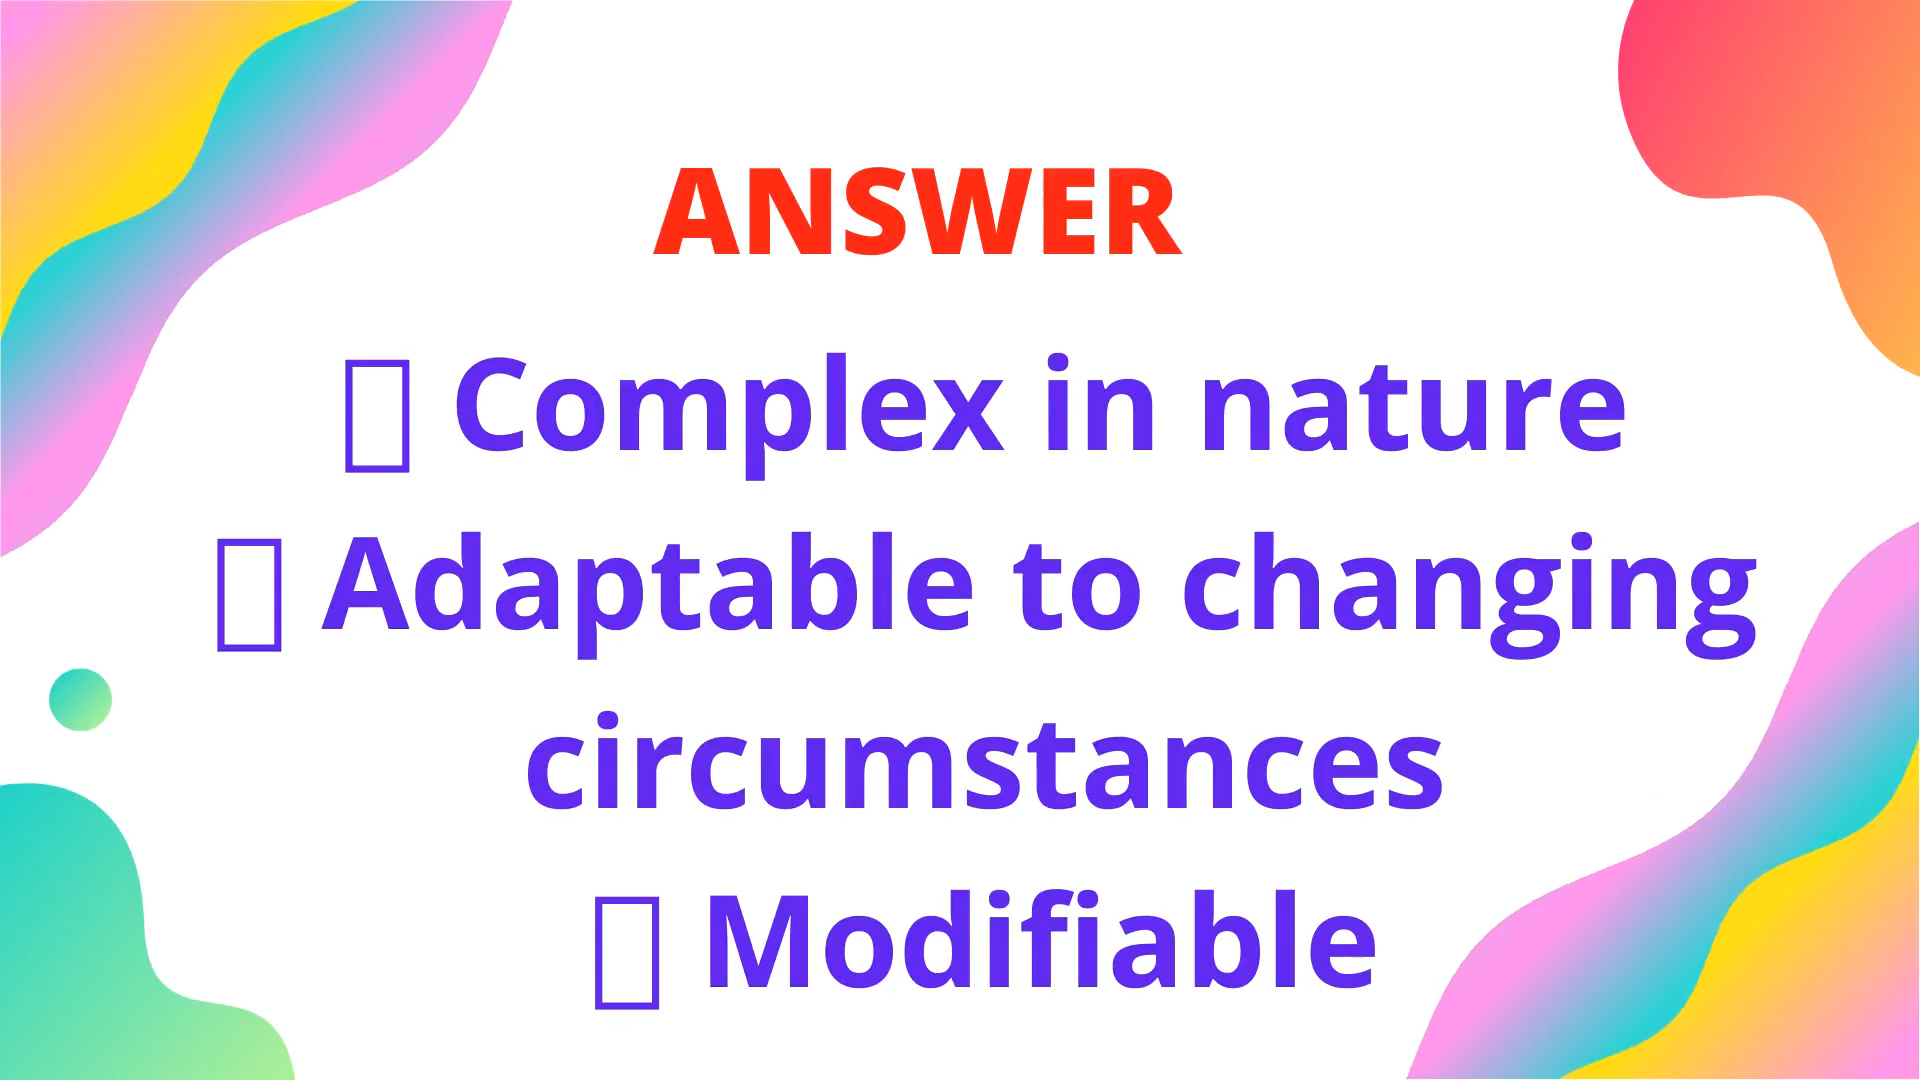 ANSWER
▯ Complex in nature
▯ Adaptable to changing
circumstances
▯ Modifiable